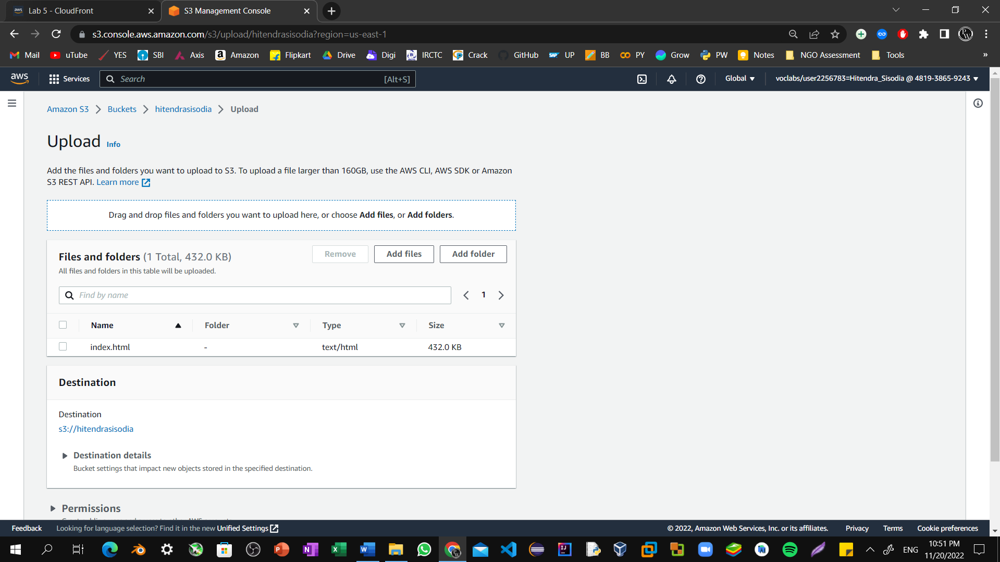 Lab 5 - CloudFront
S3 Management Console
s3.console.aws.amazon.com/s3/upload/hitendrasisodia?region=us-east-1
Mail uTube YES SBI Axis Amazon Flipkart Drive Digi IRCTC Crack GitHub UP BB PY Grow PW Notes NGO Assessment Tools »
aws Services Search [Alt+S] Global voclabs/user2256783=Hitendra_Sisodia @ 4819-3865-9243
Amazon S3 > Buckets > hitendrasisodia > Upload
Upload Info
Add the files and folders you want to upload to S3. To upload a file larger than 160GB, use the AWS CLI, AWS SDK or Amazon
S3 REST API. Learn more
Drag and drop files and folders you want to upload here, or choose Add files, or Add folders.
Files and folders (1 Total, 432.0 KB) Remove Add files Add folder
All files and folders in this table will be uploaded.
Find by name 1
Name Folder Type Size
index.html - text/html 432.0 KB
Destination
Destination
s3://hitendrasisodia
Destination details
Bucket settings that impact new objects stored in the specified destination.
Permissions
Feedback Looking for language selection? Find it in the new Unified Settings © 2022, Amazon Web Services, Inc. or its affiliates. Privacy Terms Cookie preferences
ENG 10:51 PM
11/20/2022